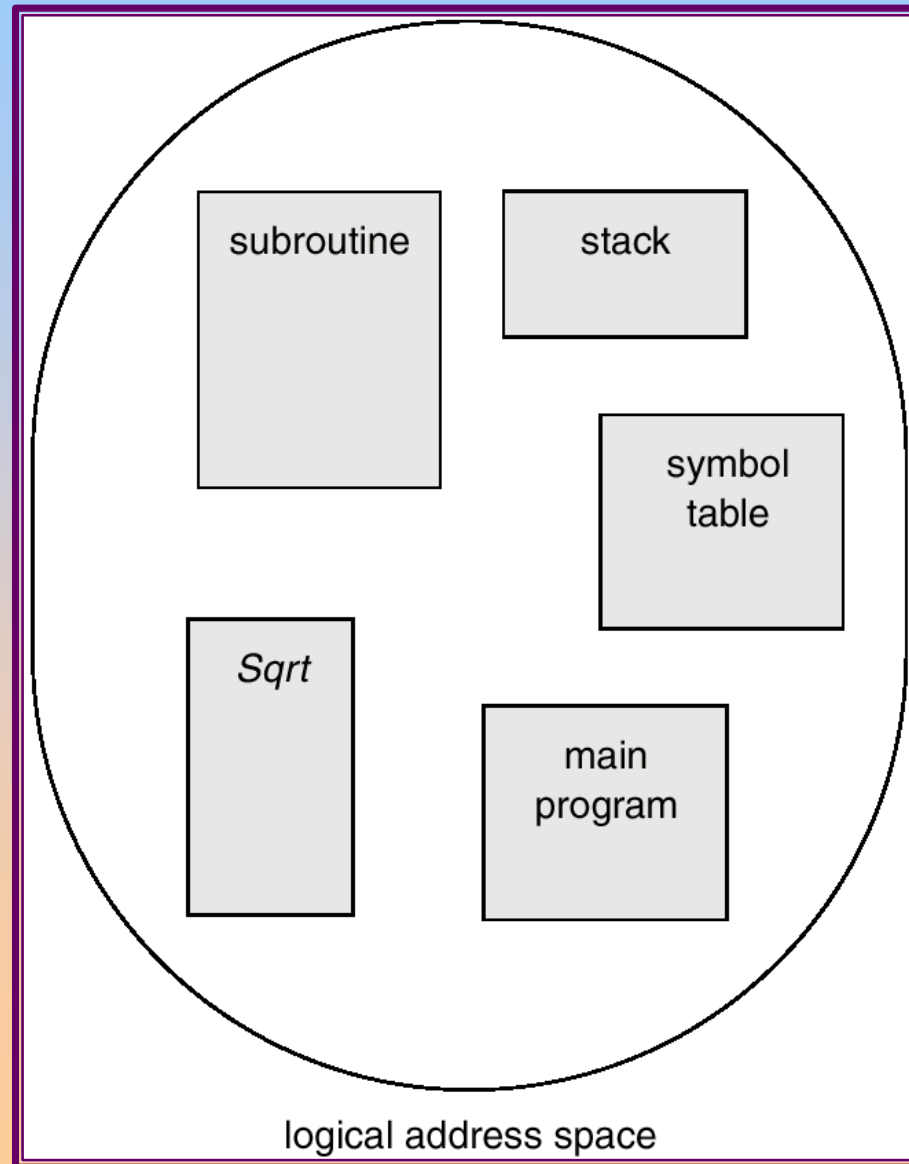 subroutine
stack
symbol
table
Sqrt
main
program
logical address space